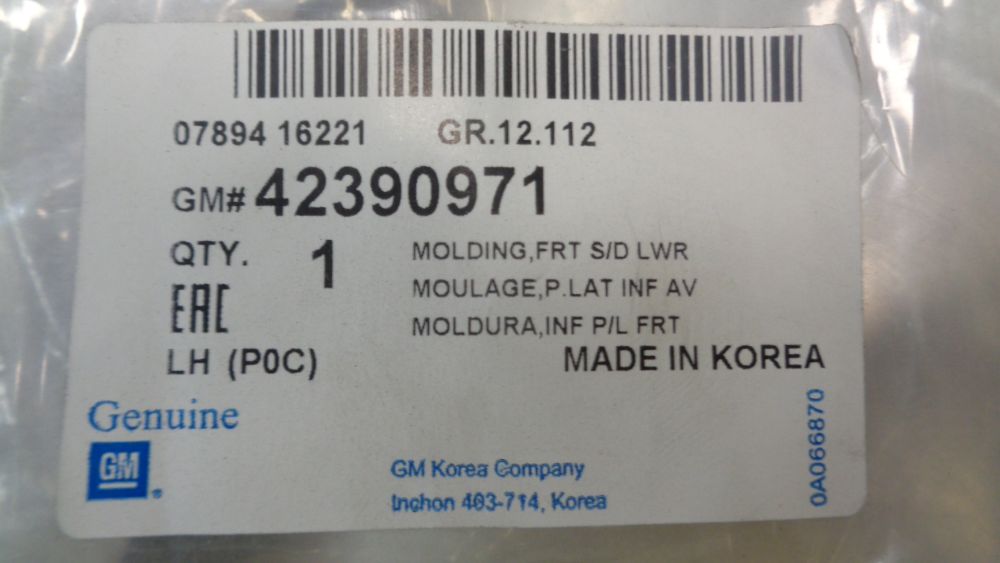 07894 16221 GR.12.112
GM# 42390971
QTY. 1 MOLDING,FRT S/D LWR
MOULAGE,P.LAT INF AV
EAC MOLDURA,INF P/L FRT
LH (P0C) MADE IN KOREA
Genuine
GM ®
GM Korea Company
Inchon 403-714, Korea
0A066870